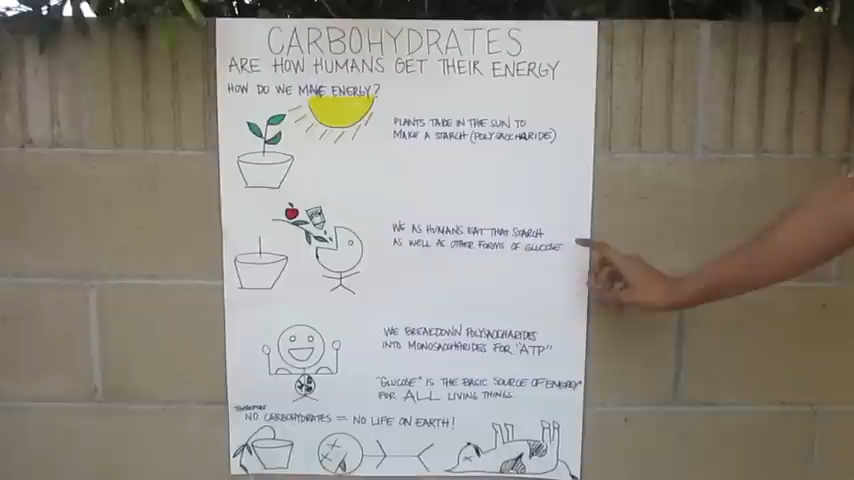 CARBOHYDRATES
ARE HOW HUMANS GET THEIR ENERGY
HOW DO WE MAKE ENERGY?
PLANTS TAKE IN THE SUN TO
MAKE A STARCH (POLYSACCHARIDE)
WE AS HUMANS EAT THAT STARCH
AS WELL AS OTHER FORMS OF GLUCOSE
WE BREAKDOWN POLYSACCHARIDES
INTO MONOSACCHARIDES FOR "ATP"
"GLUCOSE" IS THE BASIC SOURCE OF ENERGY
FOR ALL LIVING THINGS.
THEREFORE
NO CARBOHYDRATES = NO LIFE ON EARTH!